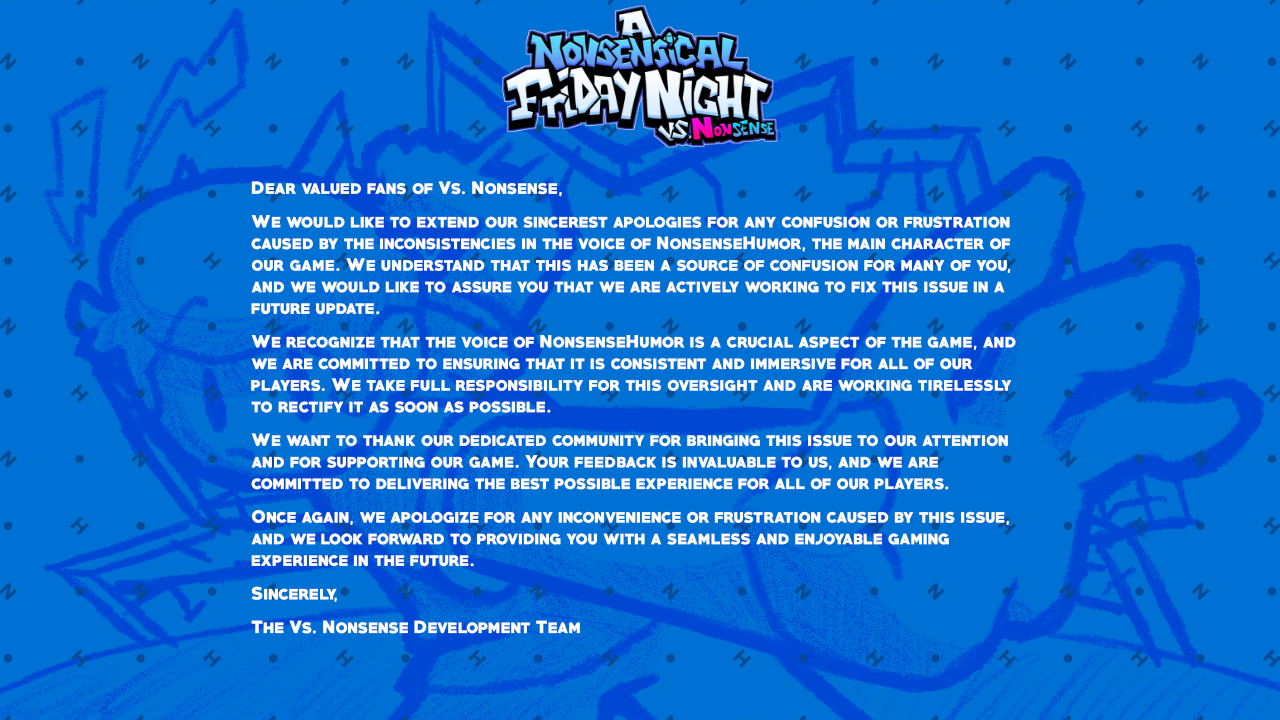 A
Nonsensical
Friday Night
vs. Nonsense
Dear valued fans of Vs. Nonsense,
We would like to extend our sincerest apologies for any confusion or frustration
caused by the inconsistencies in the voice of NonsenseHumor, the main character of
our game. We understand that this has been a source of confusion for many of you,
and we would like to assure you that we are actively working to fix this issue in a
future update.
We recognize that the voice of NonsenseHumor is a crucial aspect of the game, and
we are committed to ensuring that it is consistent and immersive for all of our
players. We take full responsibility for this oversight and are working tirelessly
to rectify it as soon as possible.
We want to thank our dedicated community for bringing this issue to our attention
and for supporting our game. Your feedback is invaluable to us, and we are
committed to delivering the best possible experience for all of our players.
Once again, we apologize for any inconvenience or frustration caused by this issue,
and we look forward to providing you with a seamless and enjoyable gaming
experience in the future.
Sincerely,
The Vs. Nonsense Development Team